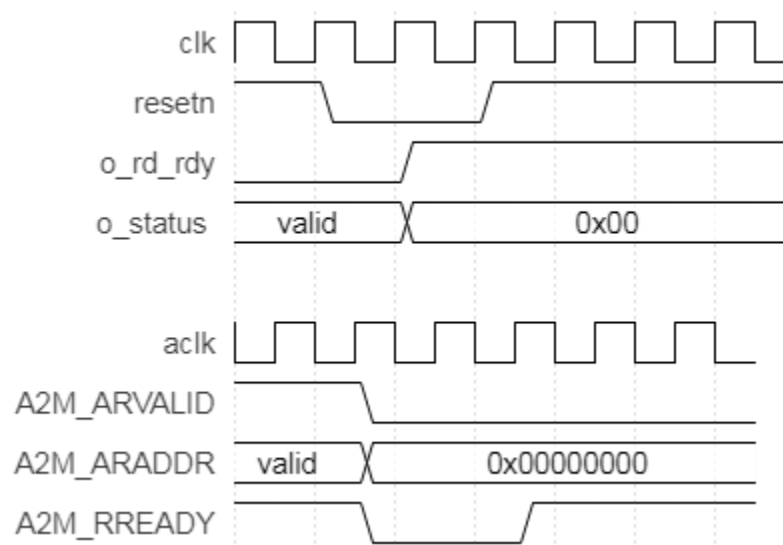 clk
resetn
o_rd_rdy
o_status valid 0x00
aclk
A2M_ARVALID
A2M_ARADDR valid 0x00000000
A2M_RREADY